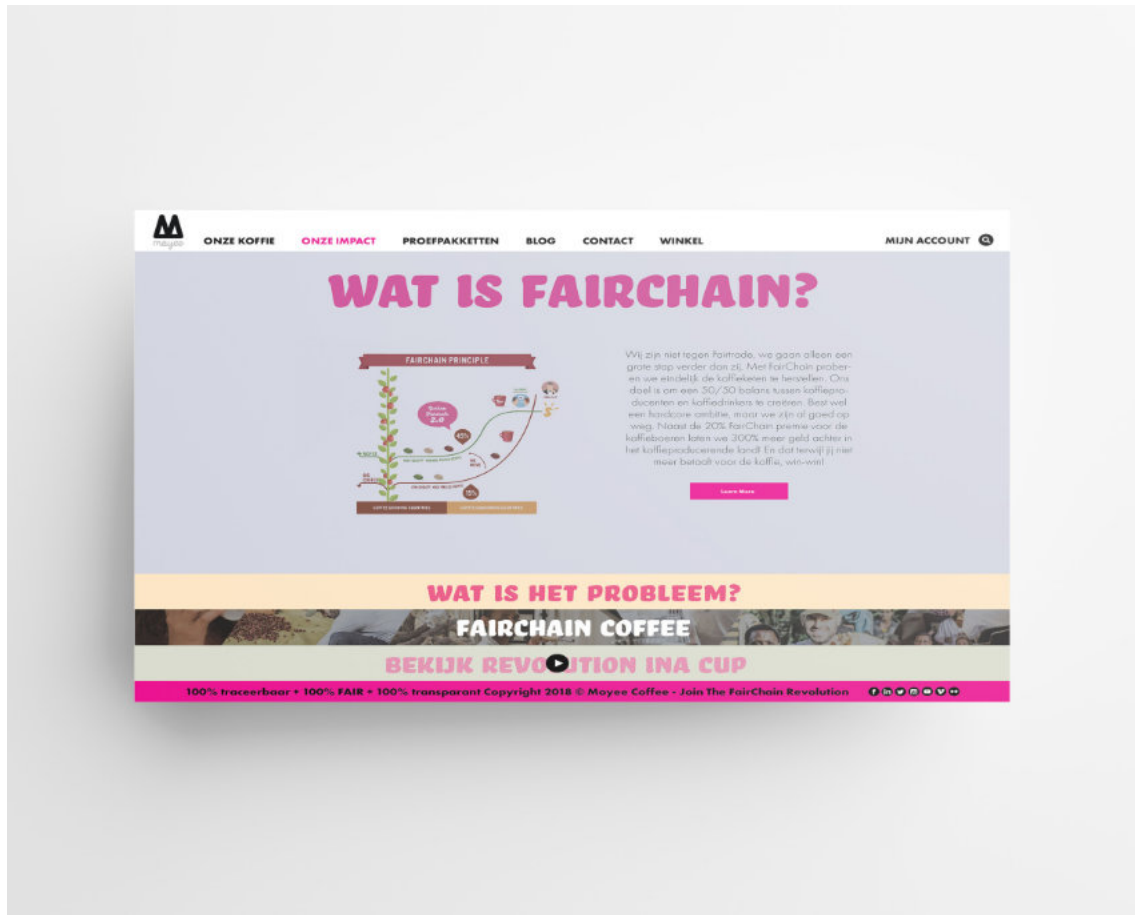 moyee
ONZE KOFFIE ONZE IMPACT PROEFPAKKETTEN BLOG CONTACT WINKEL MIJN ACCOUNT
WAT IS FAIRCHAIN?
FAIRCHAIN PRINCIPLE
2.0
Wij zijn niet tegen Fairtrade, we gaan alleen een
grote stap verder dan zij. Met FairChain prober-
en we eindelijk de koffieketen te herstellen. Ons
doel is om een 50/50 balans tussen koffiepro-
ducenten en koffiedrinkers te creëren. Best wel
een hardcore ambitie, maar we zijn al goed op
weg. Naast de 20% FairChain premie voor de
koffieboeren laten we 300% meer geld achter in
het koffieproducerende land! En dat terwijl jij niet
meer betaalt voor de koffie, win-win!
Learn More
WAT IS HET PROBLEEM?
FAIRCHAIN COFFEE
BEKIJK REVO UTION INA CUP
100% traceerbaar + 100% FAIR + 100% transparant Copyright 2018 © Moyee Coffee - Join The FairChain Revolution